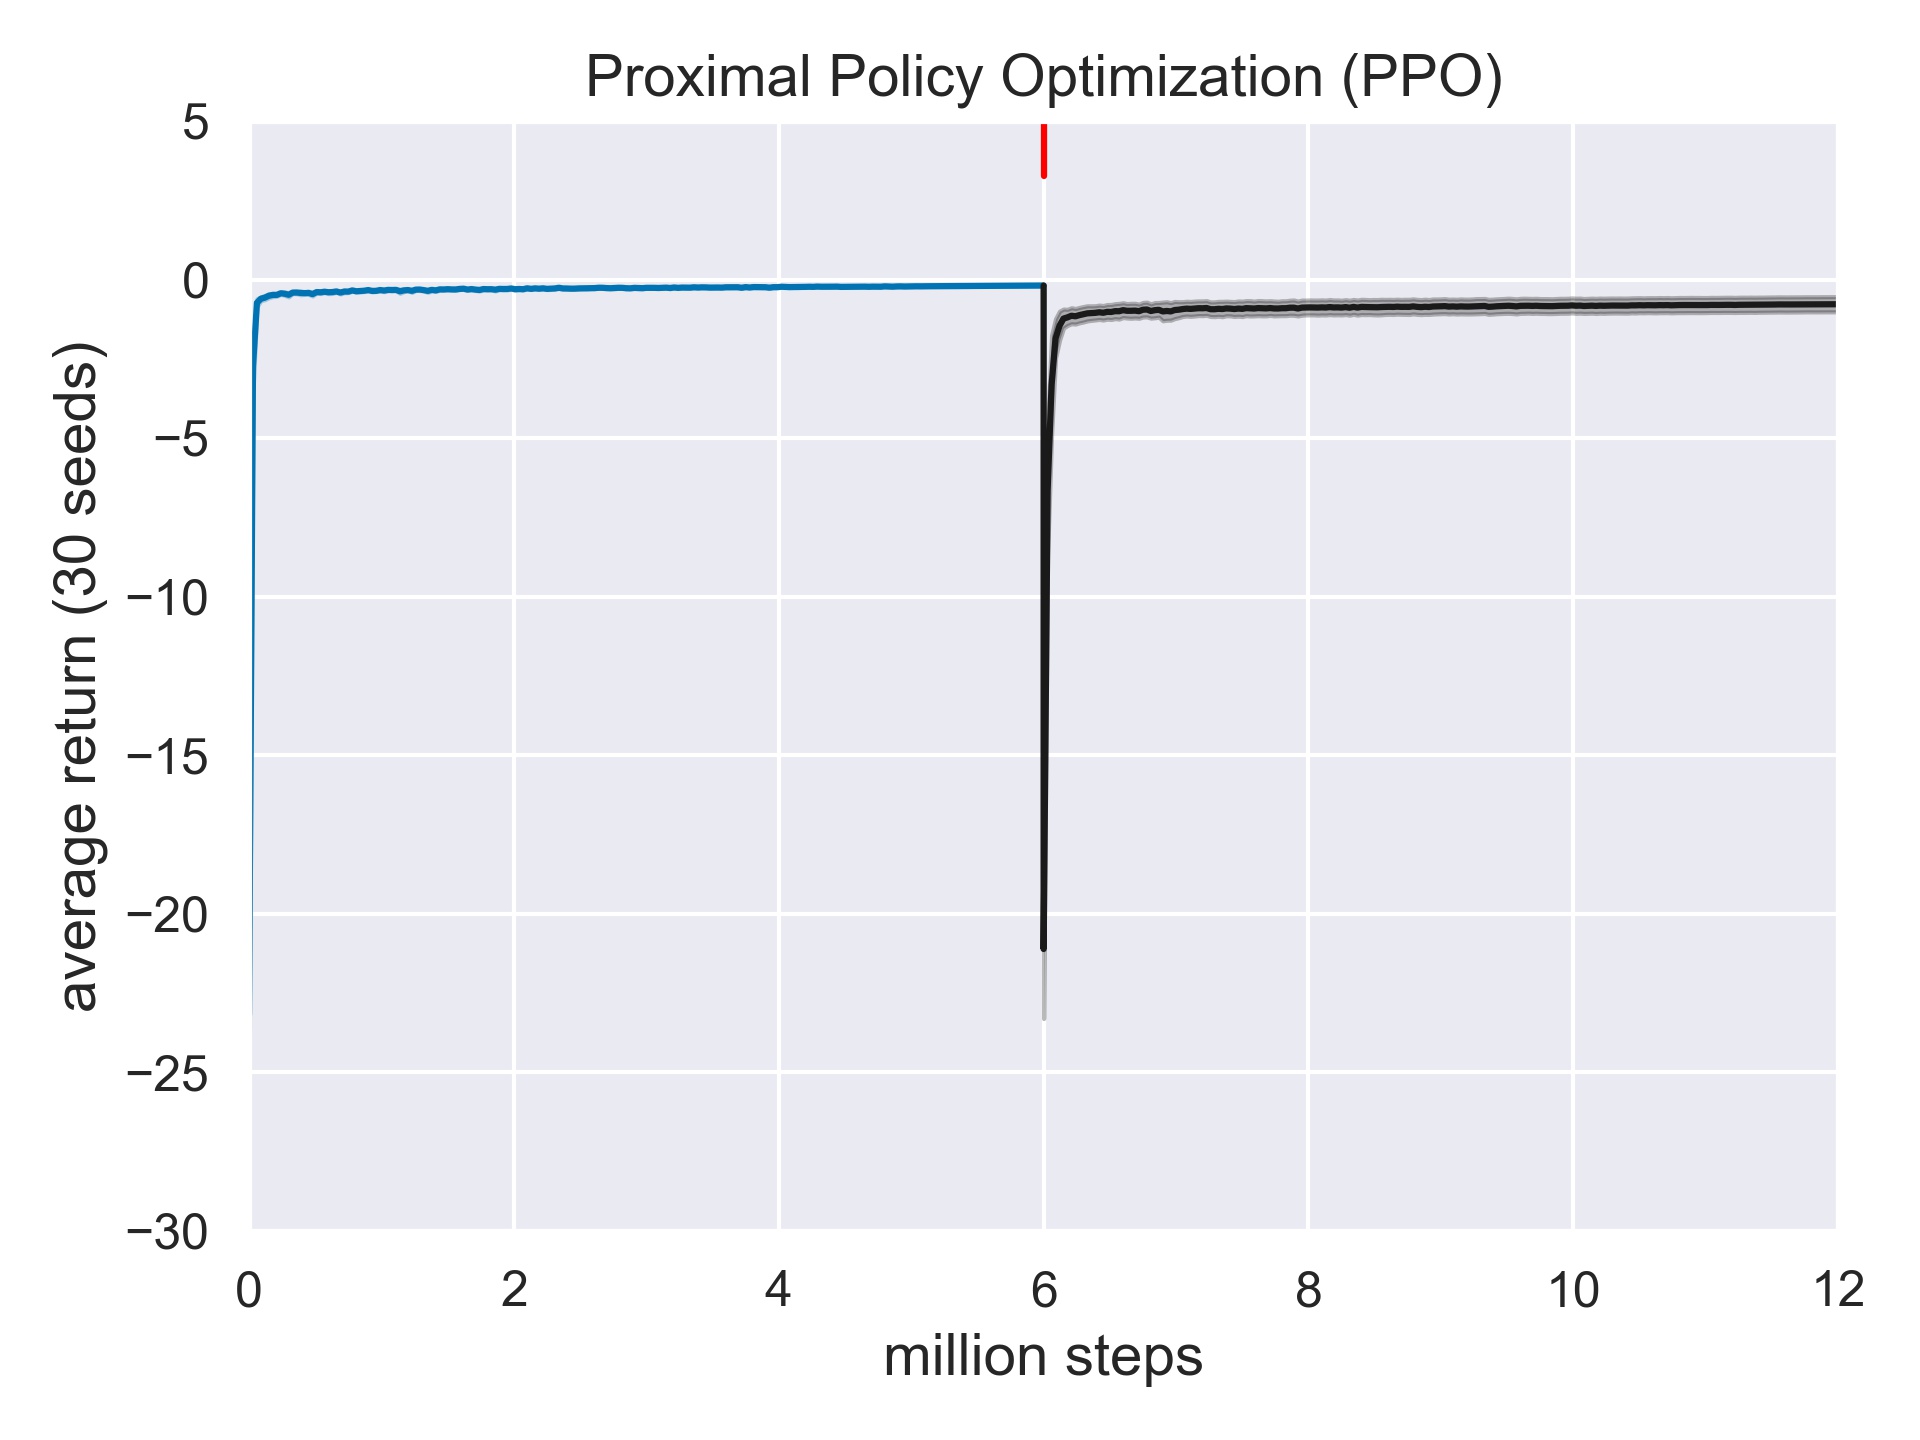 Proximal Policy Optimization (PPO)
5
0
−5
−10
−15
−20
−25
−30
average return (30 seeds)
0 2 4 6 8 10 12
million steps